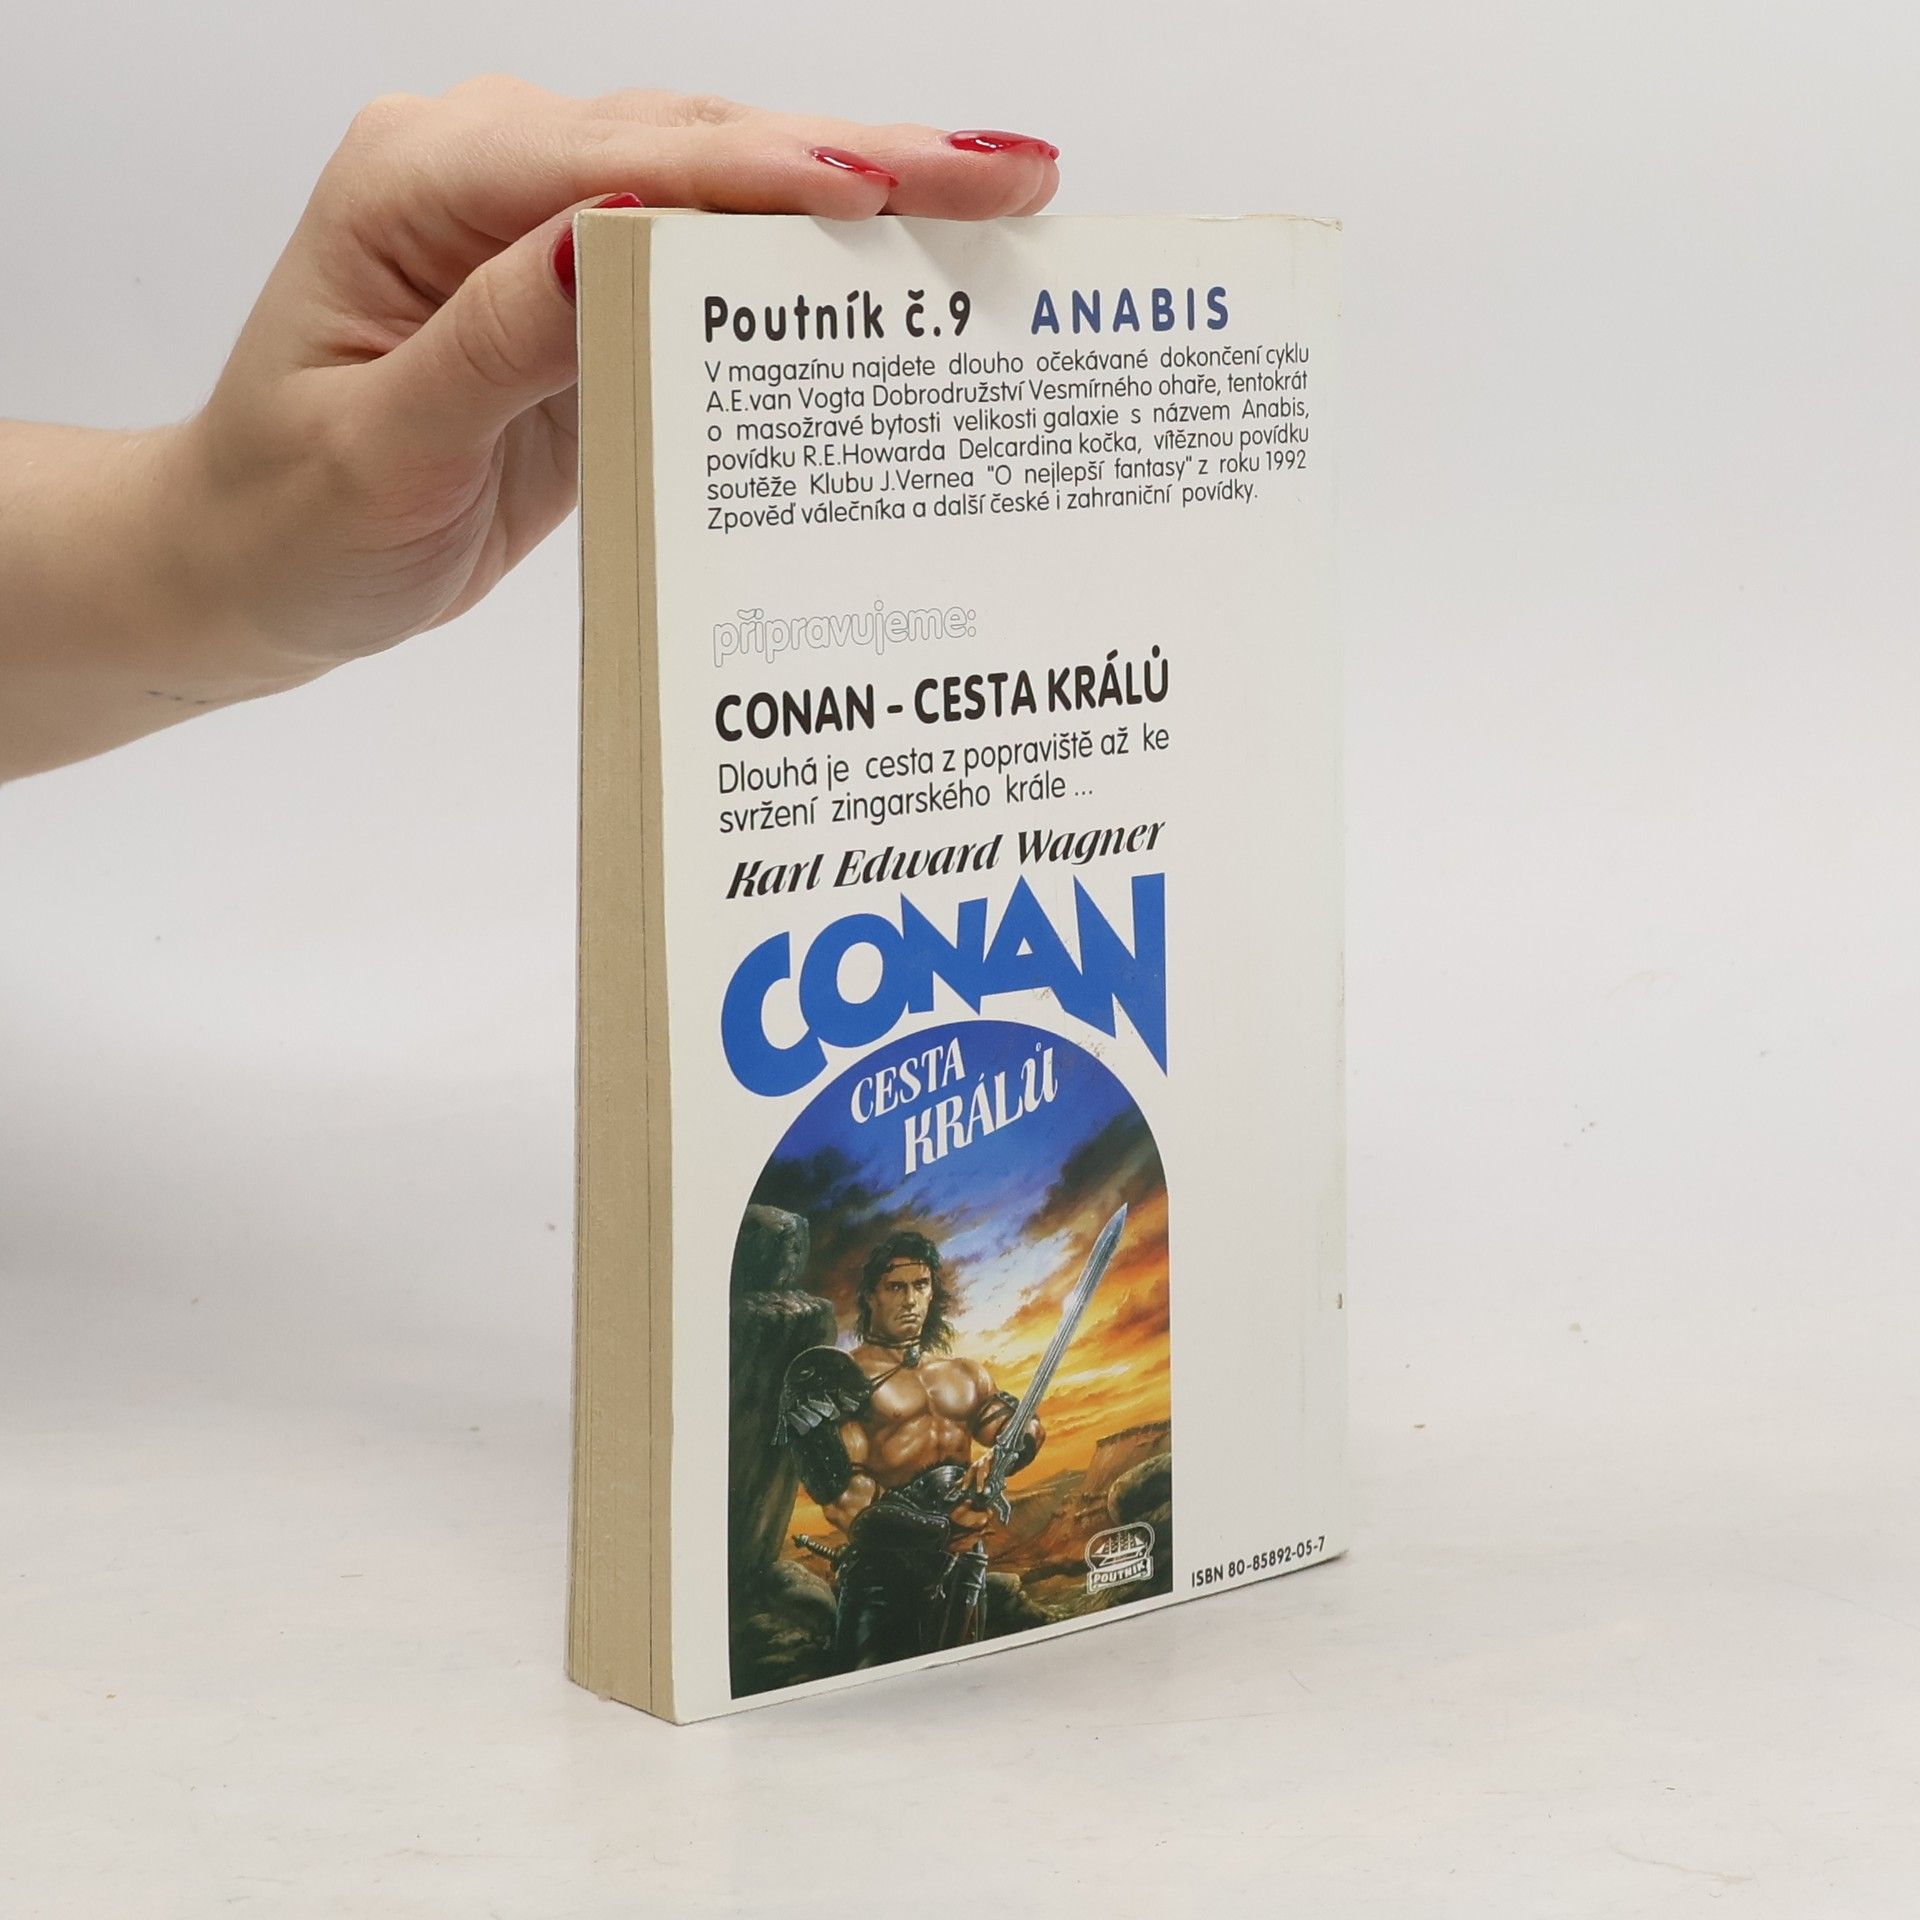 Poutník č.9 ANABIS
V magazínu najdete dlouho očekávané dokončení cyklu
A.E.van Vogta Dobrodružství Vesmírného ohaře, tentokrát
o masožravé bytosti velikosti galaxie s názvem Anabis,
povídku R.E.Howarda Delcardina kočka, vítěznou povídku
soutěže Klubu J.Vernea "O nejlepší fantasy" z roku 1992
Zpověď válečníka a další české i zahraniční povídky.
připravujeme:
CONAN - CESTA KRÁLŮ
Dlouhá je cesta z popraviště až ke
svržení zingarského krále ...
Karl Edward Wagner
CONAN
CESTA
KRÁLŮ
POUTNÍK
ISBN 80-85892-05-7